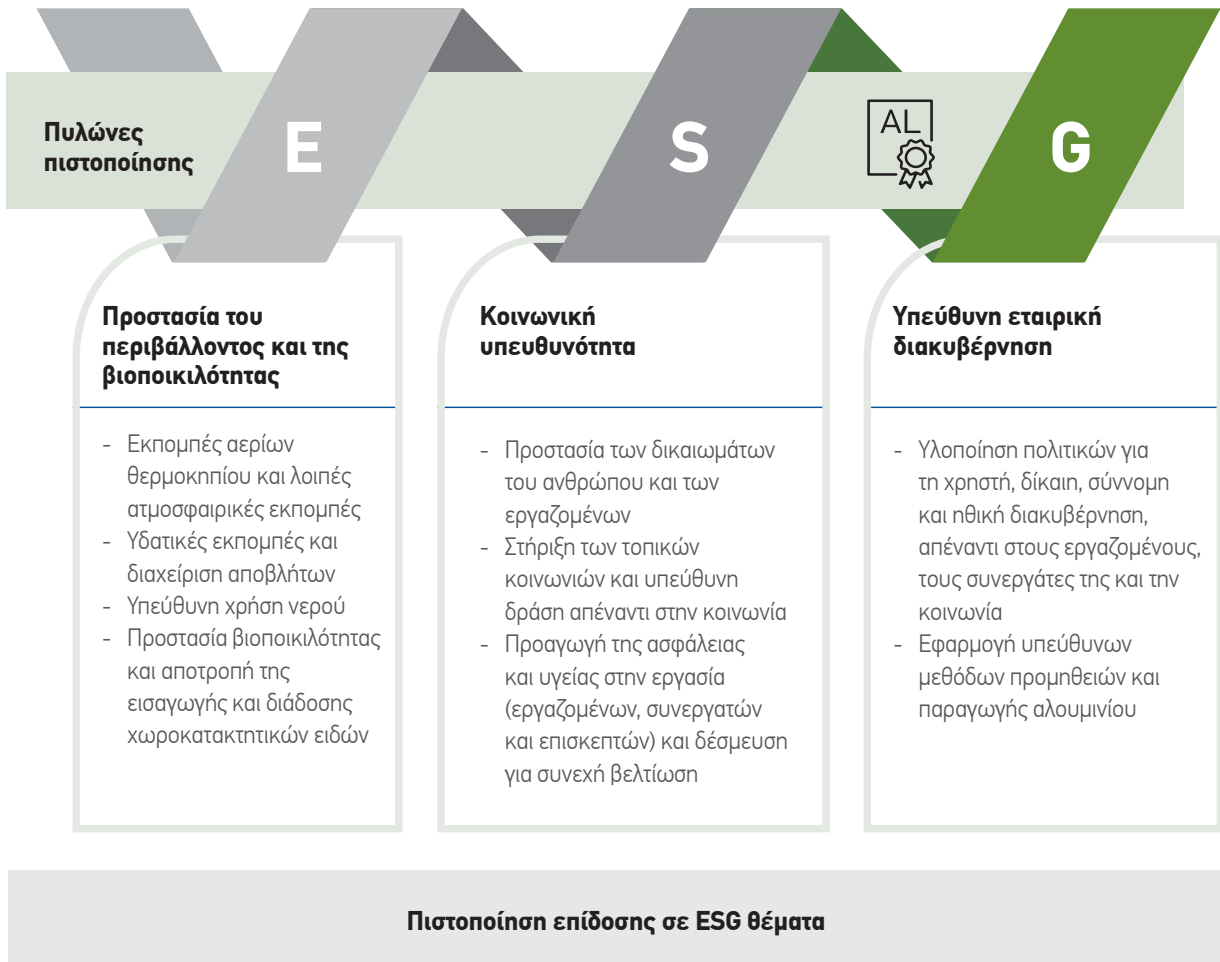 Πυλώνες
πιστοποίησης
E
S
AL
G
Προστασία του
περιβάλλοντος και της
βιοποικιλότητας
- Εκπομπές αερίων
θερμοκηπίου και λοιπές
ατμοσφαιρικές εκπομπές
- Υδατικές εκπομπές και
διαχείριση αποβλήτων
- Υπεύθυνη χρήση νερού
- Προστασία βιοποικιλότητας
και αποτροπή της
εισαγωγής και διάδοσης
χωροκατακτητικών ειδών
Κοινωνική
υπευθυνότητα
- Προστασία των δικαιωμάτων
του ανθρώπου και των
εργαζομένων
- Στήριξη των τοπικών
κοινωνιών και υπεύθυνη
δράση απέναντι στην κοινωνία
- Προαγωγή της ασφάλειας
και υγείας στην εργασία
(εργαζομένων, συνεργατών
και επισκεπτών) και δέσμευση
για συνεχή βελτίωση
Υπεύθυνη εταιρική
διακυβέρνηση
- Υλοποίηση πολιτικών για
τη χρηστή, δίκαιη, σύννομη
και ηθική διακυβέρνηση,
απέναντι στους εργαζομένους,
τους συνεργάτες της και την
κοινωνία
- Εφαρμογή υπεύθυνων
μεθόδων προμηθειών και
παραγωγής αλουμινίου
Πιστοποίηση επίδοσης σε ESG θέματα